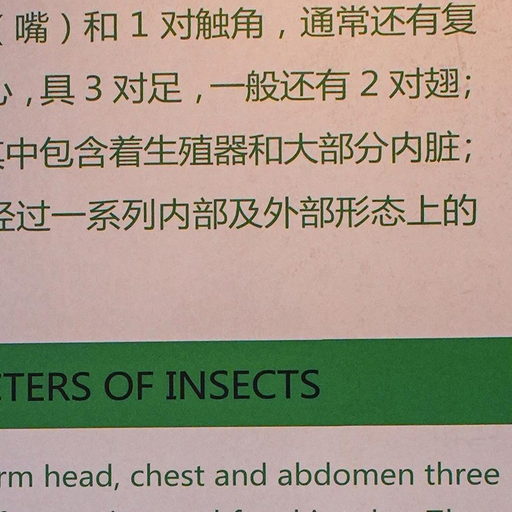 （嘴）和 1 对触角，通常还有复
，具 3 对足，一般还有 2 对翅；
中包含着生殖器和大部分内脏；
经过一系列内部及外部形态上的
TERS OF INSECTS
rm head, chest and abdomen three